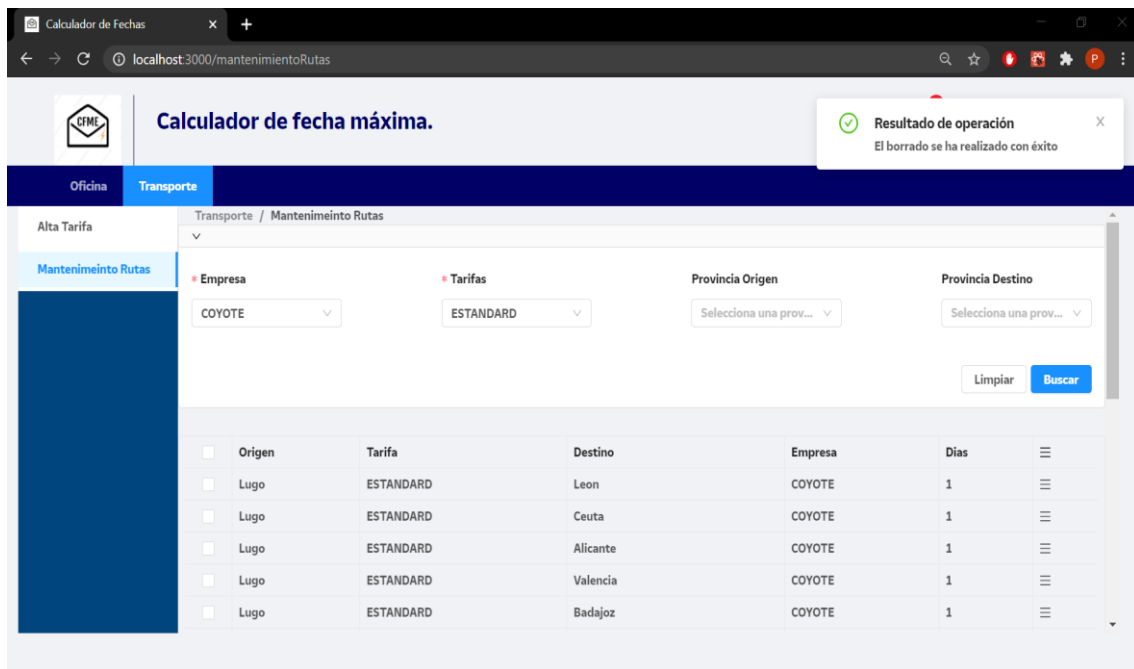 Calculador de Fechas
localhost:3000/mantenimientoRutas
P
CFME
Calculador de fecha máxima.
Resultado de operación
El borrado se ha realizado con éxito
Oficina
Transporte
Alta Tarifa
Mantenimeinto Rutas
Transporte / Mantenimeinto Rutas
* Empresa
* Tarifas
Provincia Origen
Provincia Destino
COYOTE
ESTANDARD
Selecciona una prov...
Selecciona una prov...
Limpiar
Buscar
Origen Tarifa Destino Empresa Dias
Lugo ESTANDARD Leon COYOTE 1
Lugo ESTANDARD Ceuta COYOTE 1
Lugo ESTANDARD Alicante COYOTE 1
Lugo ESTANDARD Valencia COYOTE 1
Lugo ESTANDARD Badajoz COYOTE 1